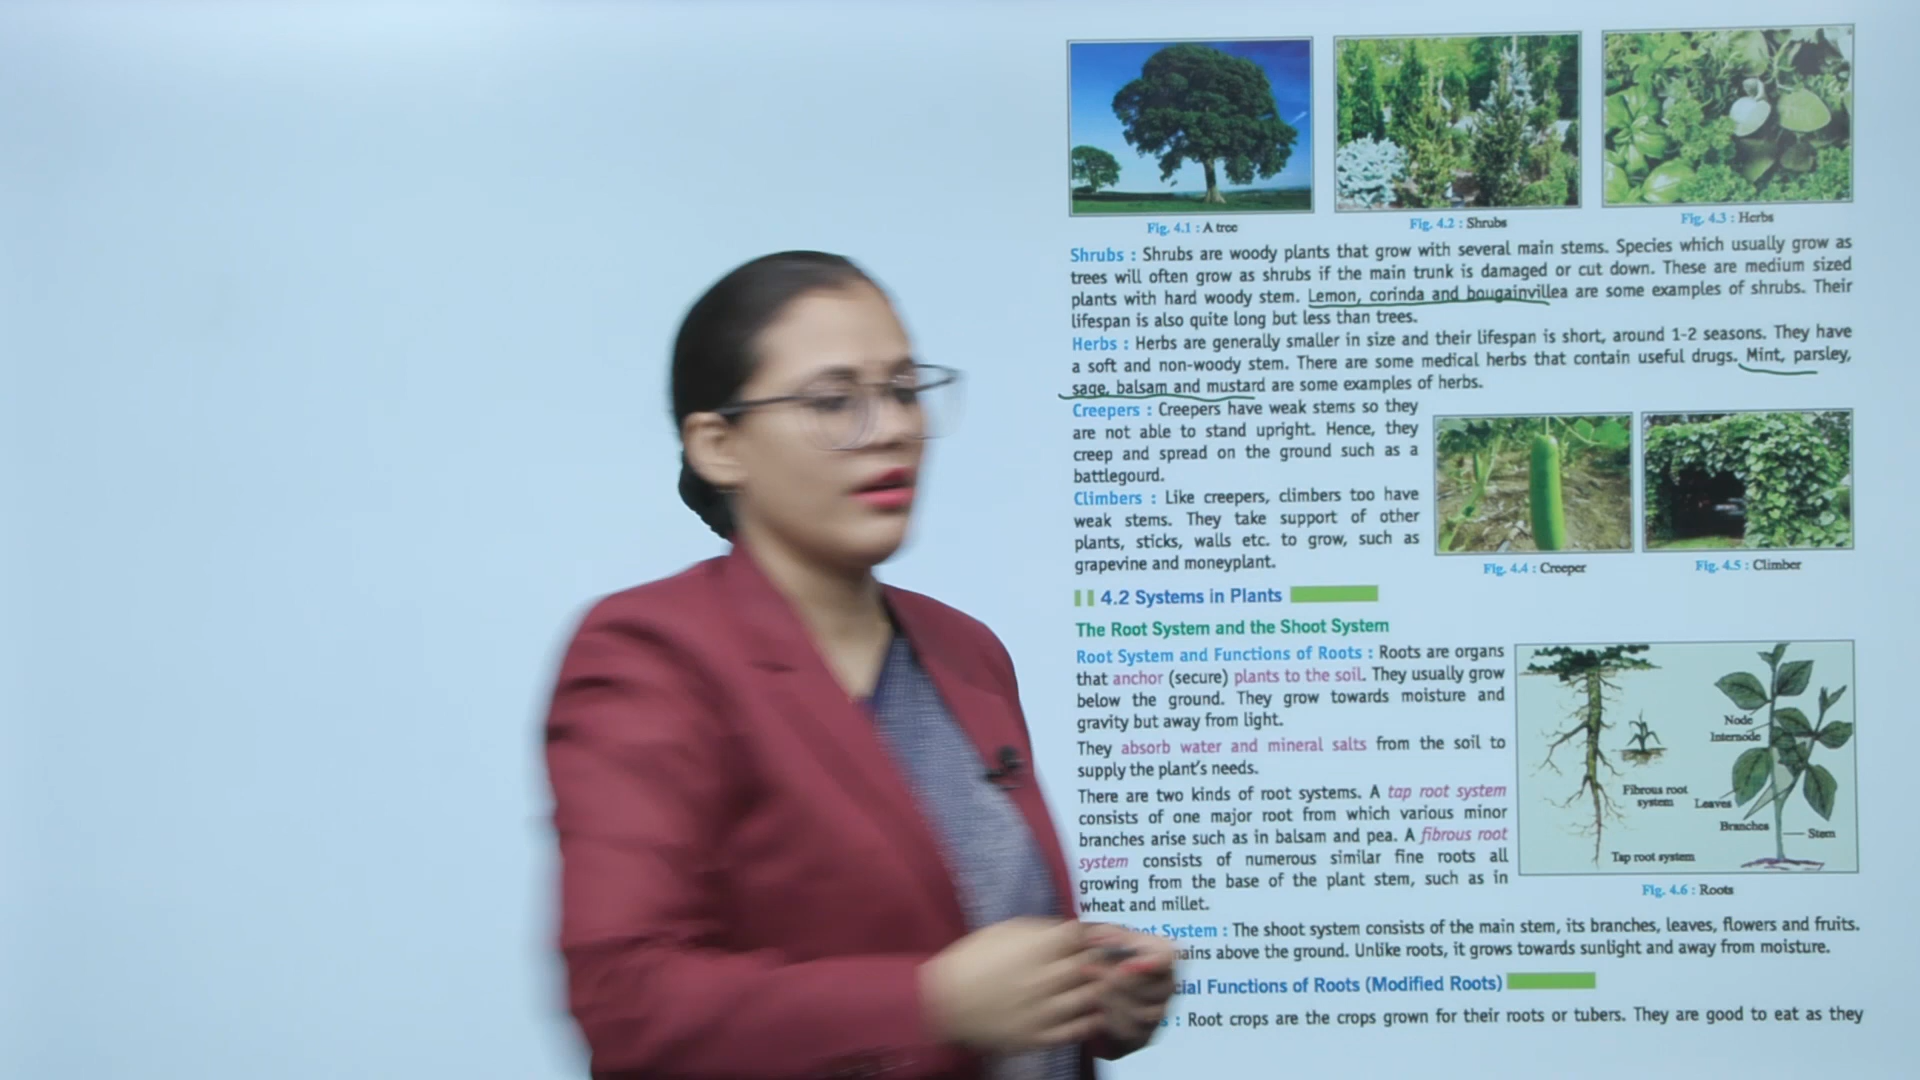 Fig. 4.1 : A tree
Fig. 4.2 : Shrubs
Fig. 4.3 : Herbs
Shrubs : Shrubs are woody plants that grow with several main stems. Species which usually grow as
trees will often grow as shrubs if the main trunk is damaged or cut down. These are medium sized
plants with hard woody stem. Lemon, corinda and bougainvillea are some examples of shrubs. Their
lifespan is also quite long but less than trees.
Herbs : Herbs are generally smaller in size and their lifespan is short, around 1-2 seasons. They have
a soft and non-woody stem. There are some medical herbs that contain useful drugs. Mint, parsley,
sage, balsam and mustard are some examples of herbs.
Creepers : Creepers have weak stems so they
are not able to stand upright. Hence, they
creep and spread on the ground such as a
battlegourd.
Climbers : Like creepers, climbers too have
weak stems. They take support of other
plants, sticks, walls etc. to grow, such as
grapevine and moneyplant.
Fig. 4.4 : Creeper
Fig. 4.5 : Climber
4.2 Systems in Plants
The Root System and the Shoot System
Root System and Functions of Roots : Roots are organs
that anchor (secure) plants to the soil. They usually grow
below the ground. They grow towards moisture and
gravity but away from light.
They absorb water and mineral salts from the soil to
supply the plant's needs.
There are two kinds of root systems. A tap root system
consists of one major root from which various minor
branches arise such as in balsam and pea. A fibrous root
system consists of numerous similar fine roots all
growing from the base of the plant stem, such as in
wheat and millet.
Node
Internode
Fibrous root
system
Leaves
Branches
Stem
Tap root system
Fig. 4.6 : Roots
System : The shoot system consists of the main stem, its branches, leaves, flowers and fruits.
above the ground. Unlike roots, it grows towards sunlight and away from moisture.
Functions of Roots (Modified Roots)
: Root crops are the crops grown for their roots or tubers. They are good to eat as they